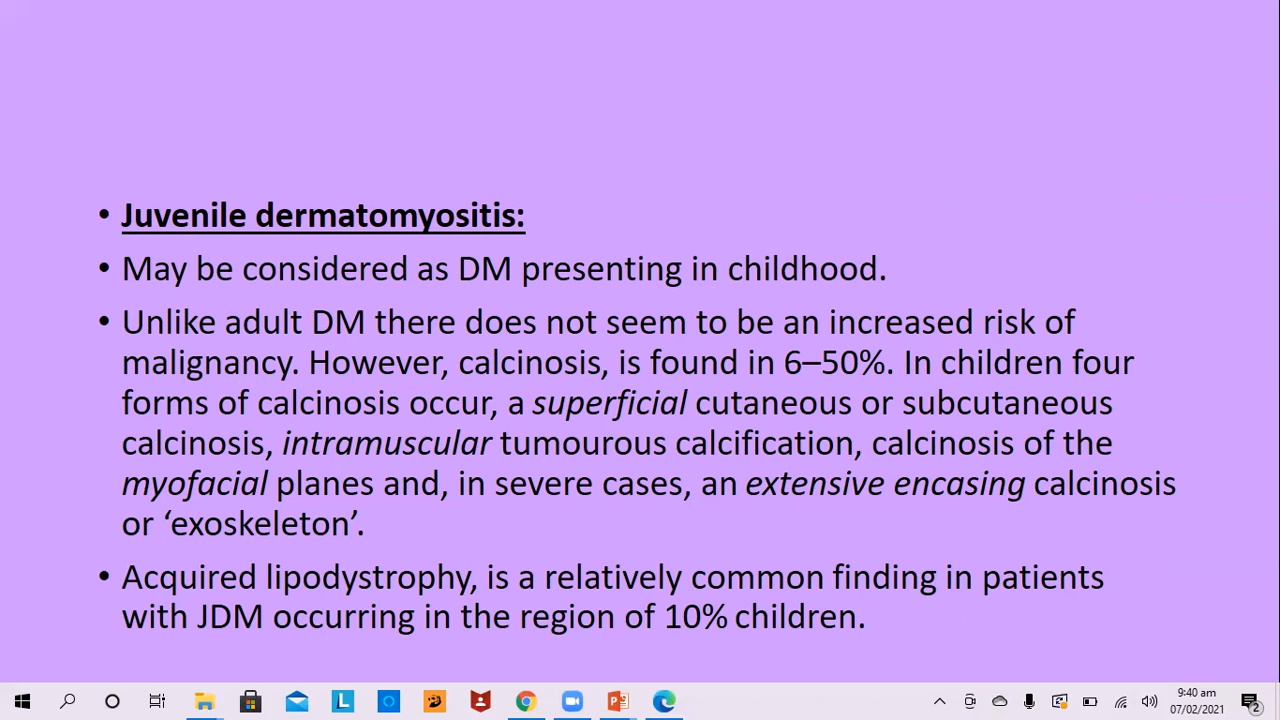 • Juvenile dermatomyositis:
• May be considered as DM presenting in childhood.
• Unlike adult DM there does not seem to be an increased risk of
malignancy. However, calcinosis, is found in 6–50%. In children four
forms of calcinosis occur, a superficial cutaneous or subcutaneous
calcinosis, intramuscular tumourous calcification, calcinosis of the
myofacial planes and, in severe cases, an extensive encasing calcinosis
or ‘exoskeleton’.
• Acquired lipodystrophy, is a relatively common finding in patients
with JDM occurring in the region of 10% children.
L
P
9:40 am
07/02/2021
2